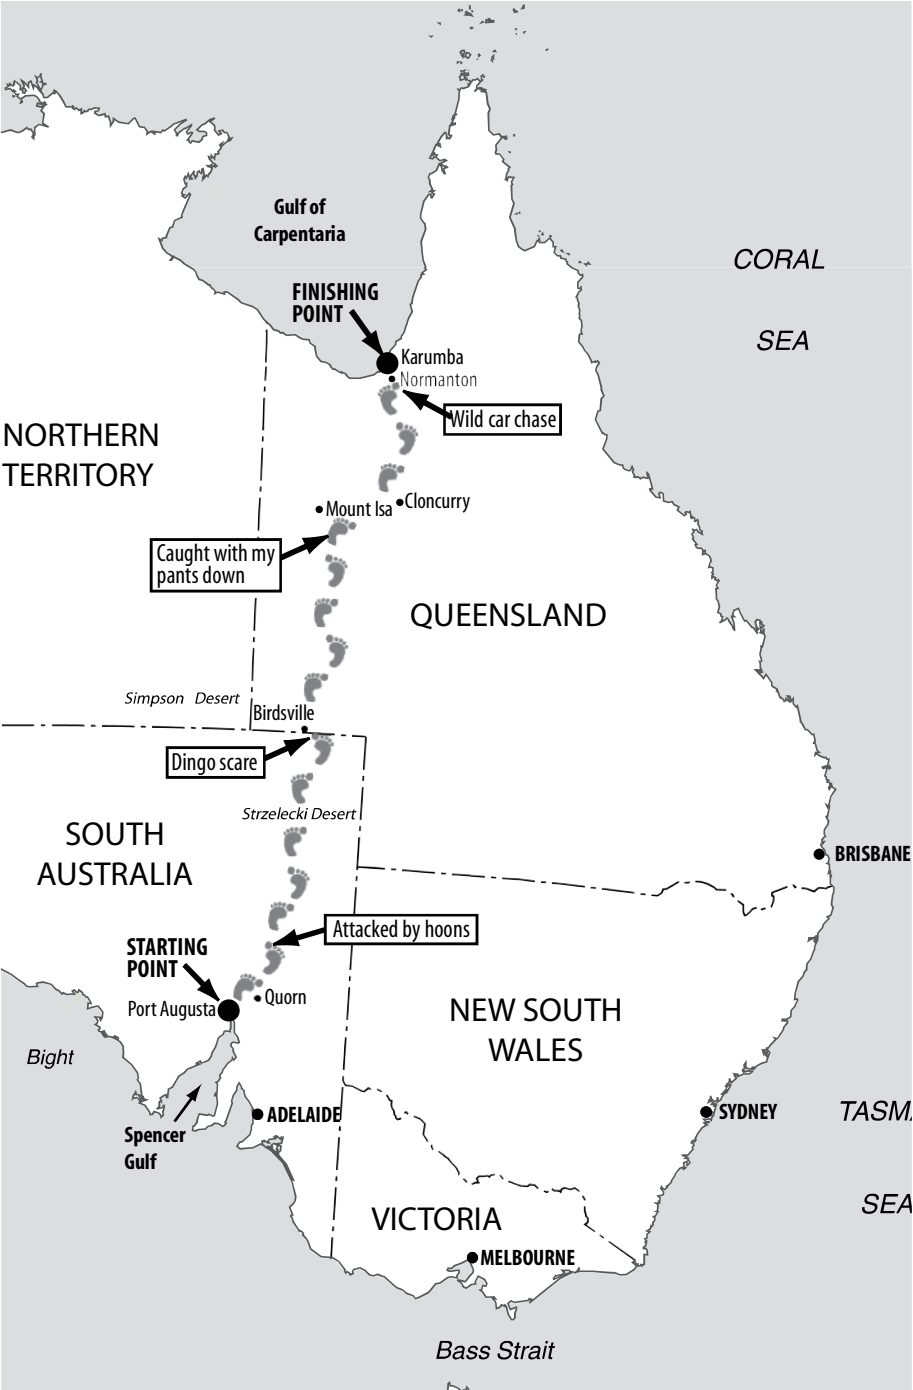 Gulf of
Carpentaria
CORAL
SEA
FINISHING
POINT
Karumba
Normanton
Wild car chase
NORTHERN
TERRITORY
Cloncurry
Mount Isa
Caught with my
pants down
QUEENSLAND
Simpson Desert
Birdsville
Dingo scare
Strzelecki Desert
SOUTH
AUSTRALIA
BRISBANE
Attacked by hoons
STARTING
POINT
Quorn
Port Augusta
NEW SOUTH
WALES
Bight
ADELAIDE
SYDNEY
TASMA
Spencer
Gulf
SEA
VICTORIA
MELBOURNE
Bass Strait